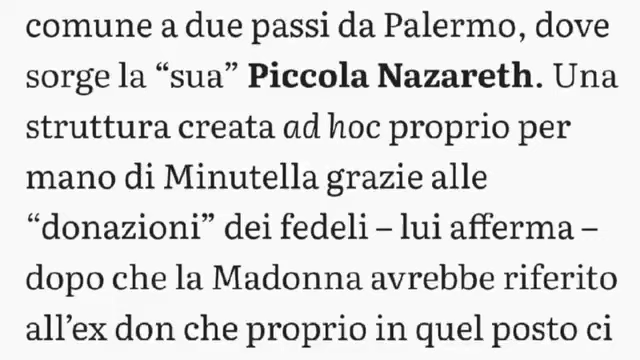 comune a due passi da Palermo, dove
sorge la “sua” Piccola Nazareth. Una
struttura creata ad hoc proprio per
mano di Minutella grazie alle
“donazioni” dei fedeli – lui afferma –
dopo che la Madonna avrebbe riferito
all’ex don che proprio in quel posto ci